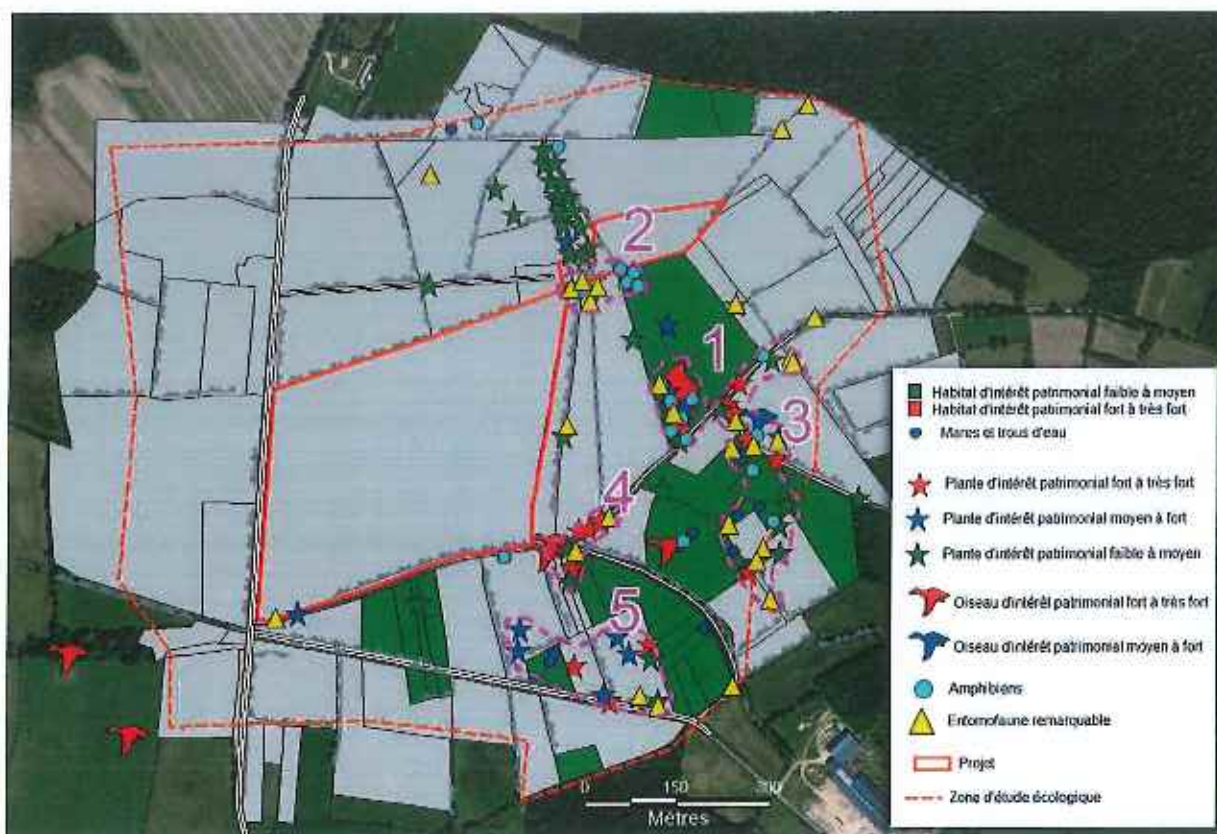 2
1
3
4
5
Habitat d'intérêt patrimonial faible à moyen
Habitat d'intérêt patrimonial fort à très fort
Mares et trous d'eau
Plante d'intérêt patrimonial fort à très fort
Plante d'intérêt patrimonial moyen à fort
Plante d'intérêt patrimonial faible à moyen
Oiseau d'intérêt patrimonial fort à très fort
Oiseau d'intérêt patrimonial moyen à fort
Amphibiens
Entomofaune remarquable
Projet
Zone d'étude écologique
0 150 300
Mètres